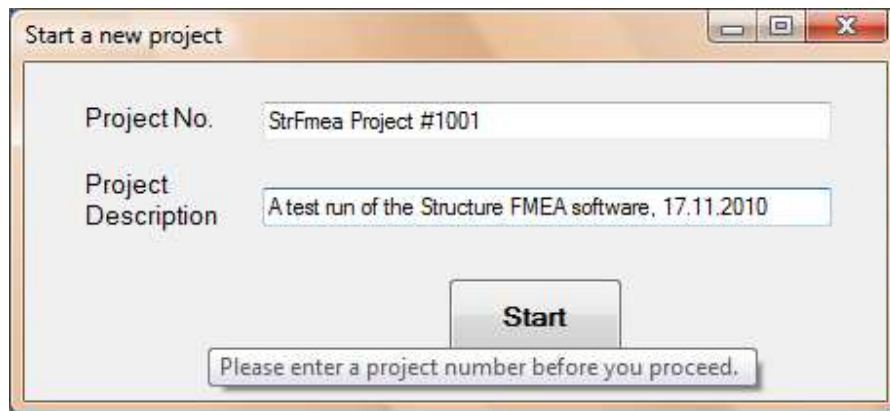 Start a new project
Project No.
StrFmea Project #1001
Project
Description
A test run of the Structure FMEA software, 17.11.2010
Start
Please enter a project number before you proceed.